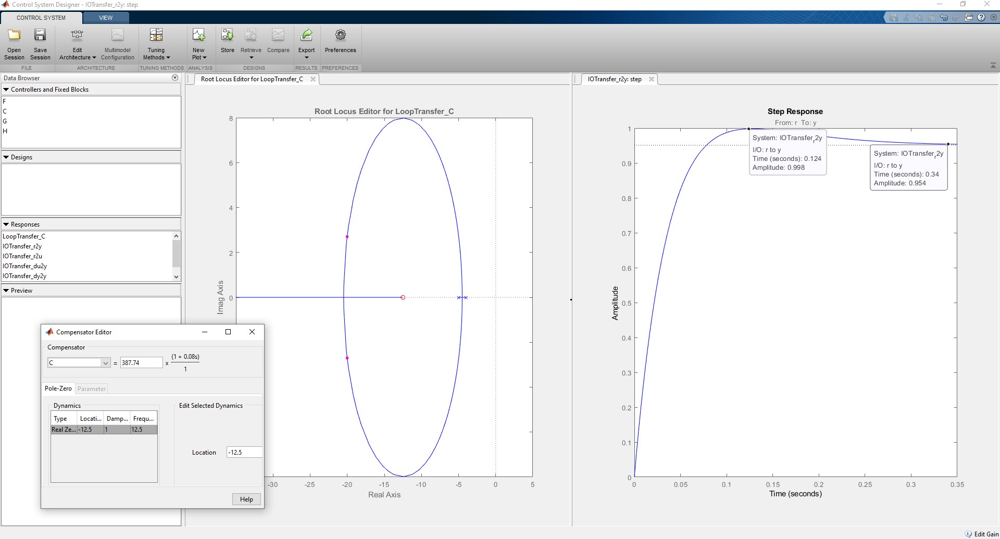 Control System Designer - IOTransfer_r2y: step
CONTROL SYSTEM
VIEW
Open Session
Save Session
Edit Architecture
Multimodel Configuration
Tuning Methods
New Plot
Store
Retrieve
Compare
Export
Preferences
FILE
ARCHITECTURE
TUNING METHODS
ANALYSIS
DESIGNS
RESULTS
PREFERENCES
Data Browser
Controllers and Fixed Blocks
F
C
G
H
Designs
Responses
LoopTransfer_C
IOTransfer_r2y
IOTransfer_r2u
IOTransfer_du2y
IOTransfer_dy2y
Preview
Root Locus Editor for LoopTransfer_C
Root Locus Editor for LoopTransfer_C
8
6
4
2
0
Imag Axis
-30
-25
-20
-15
-10
-5
0
5
Real Axis
IOTransfer_r2y: step
Step Response
From: r To: y
1
0.9
0.8
0.7
0.6
0.5
0.4
0.3
0.2
0.1
0
Amplitude
System: IOTransfer_r2y
I/O: r to y
Time (seconds): 0.124
Amplitude: 0.998
System: IOTransfer_r2y
I/O: r to y
Time (seconds): 0.34
Amplitude: 0.954
0
0.05
0.1
0.15
0.2
0.25
0.3
0.35
Time (seconds)
Compensator Editor
Compensator
C
=
387.74
x
(1 + 0.08s)
1
Pole-Zero
Parameter
Dynamics
Type Locati... Damp... Frequ...
Real Ze... -12.5 1 12.5
Edit Selected Dynamics
Location -12.5
Help
Edit Gain